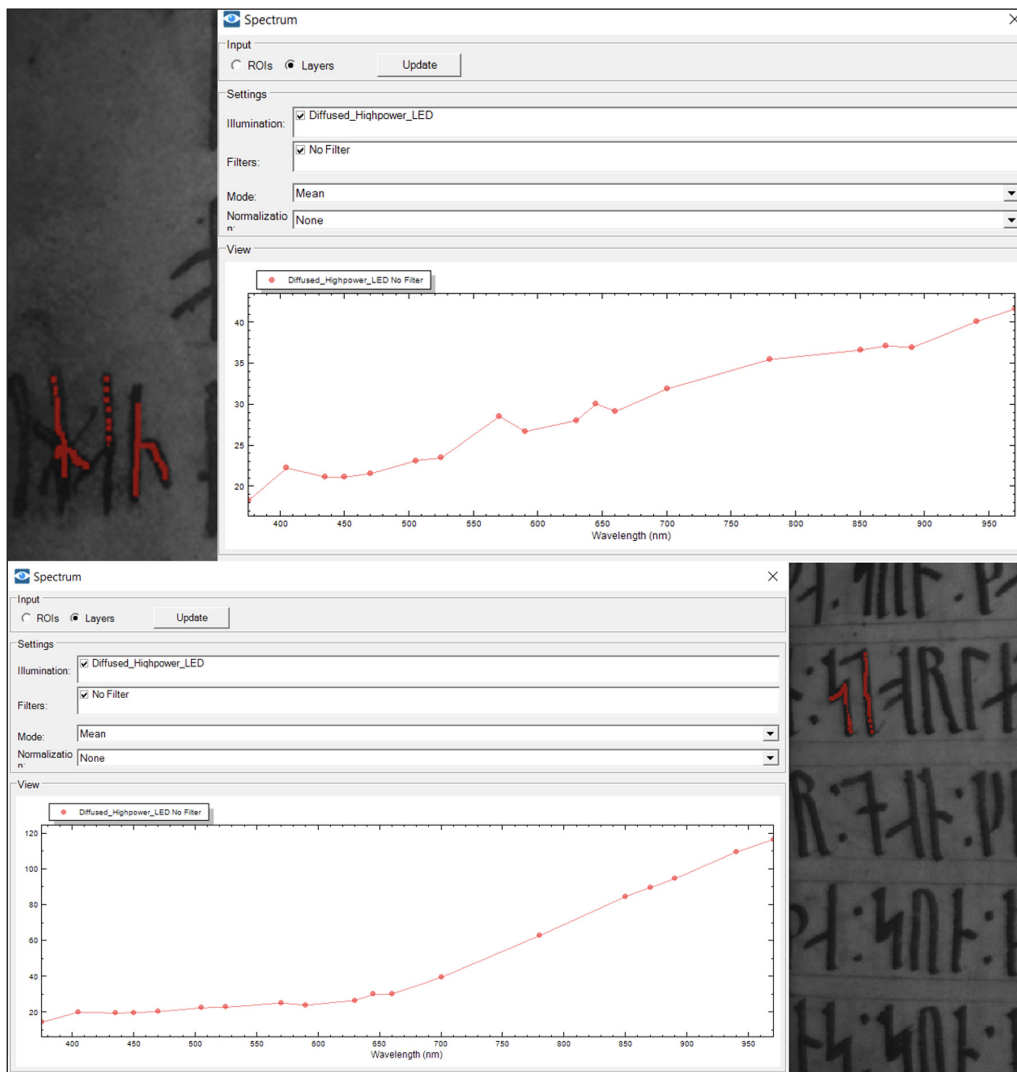 Spectrum
Input
ROIs Layers Update
Settings
Illumination: Diffused_Highpower_LED
Filters: No Filter
Mode: Mean
Normalizatio
n: None
View
Diffused_Highpower_LED No Filter
40
35
30
25
20
400 450 500 550 600 650 700 750 800 850 900 950
Wavelength (nm)
Spectrum
Input
ROIs Layers Update
Settings
Illumination: Diffused_Highpower_LED
Filters: No Filter
Mode: Mean
Normalizatio
n: None
View
Diffused_Highpower_LED No Filter
120
100
80
60
40
20
400 450 500 550 600 650 700 750 800 850 900 950
Wavelength (nm)